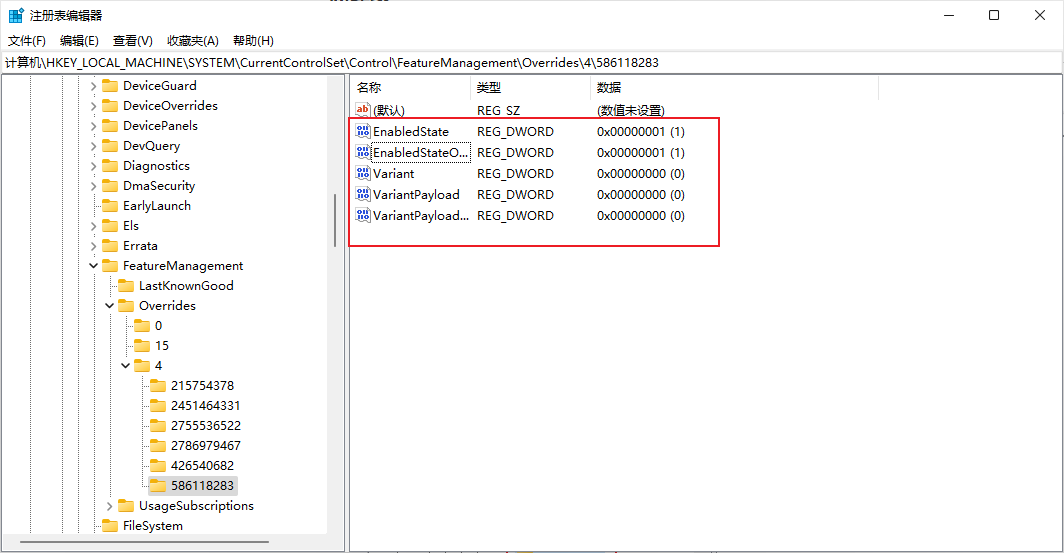 注册表编辑器
文件(F) 编辑(E) 查看(V) 收藏夹(A) 帮助(H)
计算机\HKEY_LOCAL_MACHINE\SYSTEM\CurrentControlSet\Control\FeatureManagement\Overrides\4\586118283
DeviceGuard
DeviceOverrides
DevicePanels
DevQuery
Diagnostics
DmaSecurity
EarlyLaunch
Els
Errata
FeatureManagement
LastKnownGood
Overrides
0
15
4
215754378
2451464331
2755536522
2786979467
426540682
586118283
UsageSubscriptions
FileSystem
名称 类型 数据
(默认) REG_SZ (数值未设置)
EnabledState REG_DWORD 0x00000001 (1)
EnabledStateO... REG_DWORD 0x00000001 (1)
Variant REG_DWORD 0x00000000 (0)
VariantPayload REG_DWORD 0x00000000 (0)
VariantPayload... REG_DWORD 0x00000000 (0)